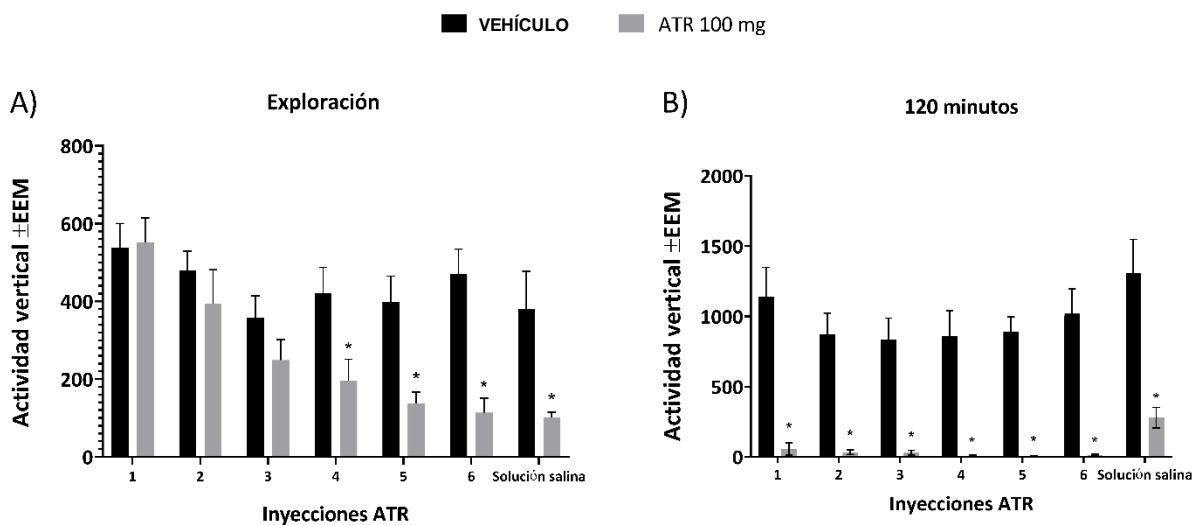 VEHÍCULO ATR 100 mg
A)
Exploración
Actividad vertical ±EEM
800
600
400
200
0
* * * *
1 2 3 4 5 6 Solución salina
Inyecciones ATR
B)
120 minutos
Actividad vertical ±EEM
2000
1500
1000
500
0
* * * * * * *
1 2 3 4 5 6 Solución salina
Inyecciones ATR